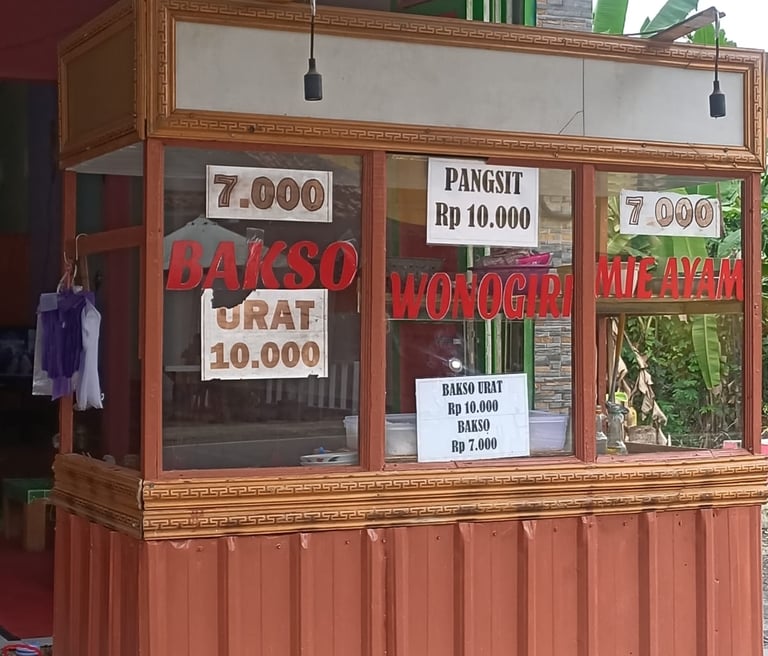 7.000
BAKSO
URAT
10.000
PANGSIT
Rp 10.000
WONOGIRI
BAKSO URAT
Rp 10.000
BAKSO
Rp 7.000
7 000
MIE AYAM